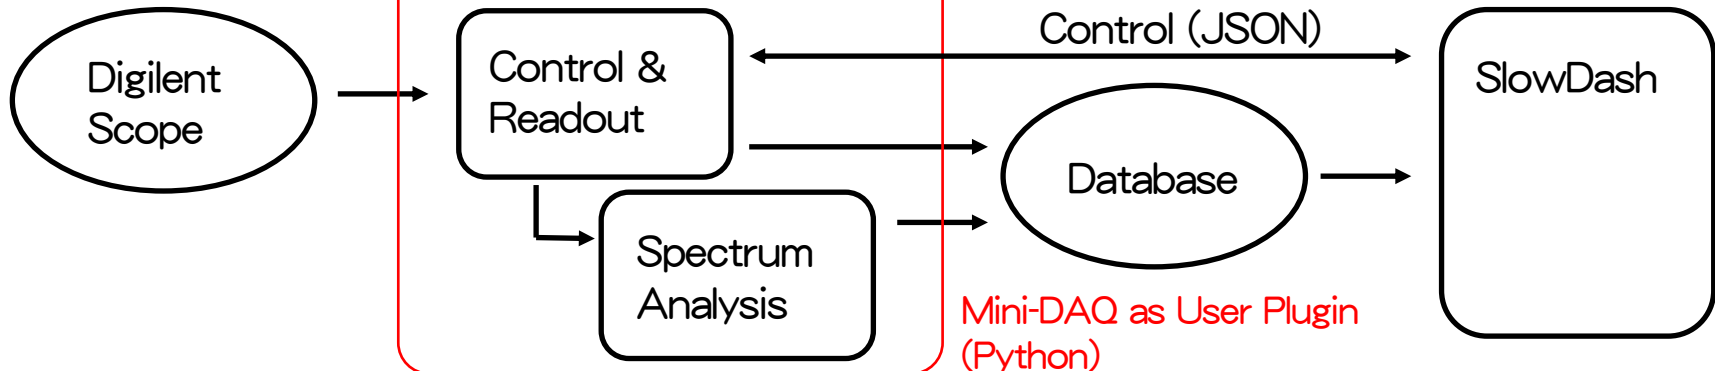 Digilent
Scope
Control &
Readout
Control (JSON)
SlowDash
Database
Spectrum
Analysis
Mini-DAQ as User Plugin
(Python)